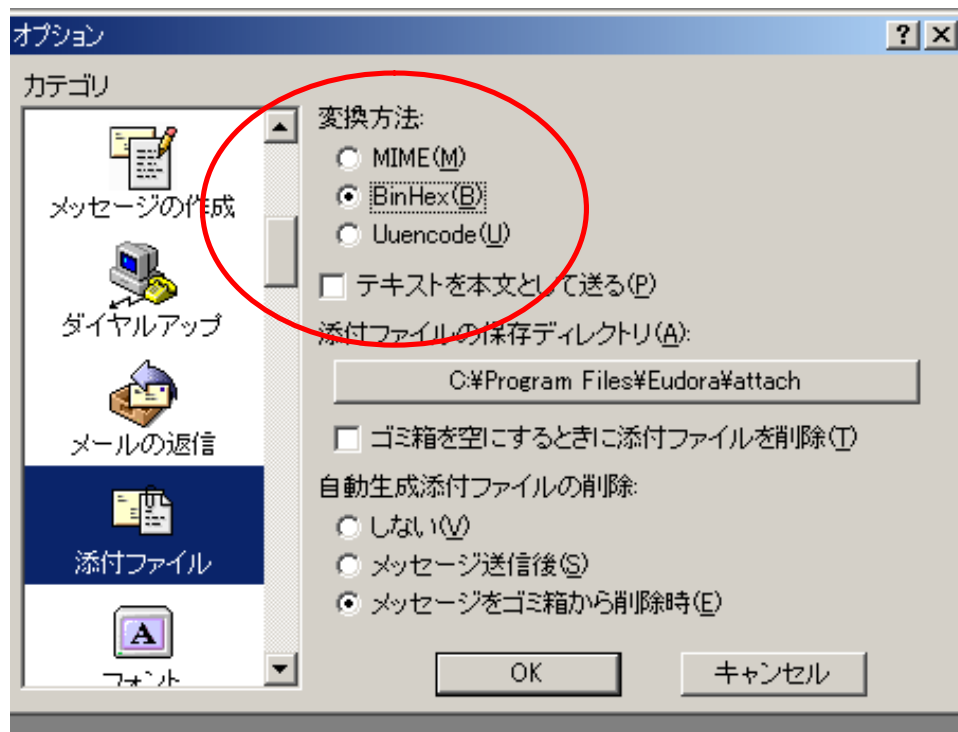 オプション
カテゴリ
メッセージの作成
ダイヤルアップ
メールの返信
添付ファイル
フォント
変換方法:
MIME(M)
BinHex(B)
Uuencode(U)
テキストを本文として送る(P)
添付ファイルの保存ディレクトリ(A):
C:¥Program Files¥Eudora¥attach
ゴミ箱を空にするときに添付ファイルを削除(T)
自動生成添付ファイルの削除:
しない(V)
メッセージ送信後(S)
メッセージをゴミ箱から削除時(E)
OK
キャンセル